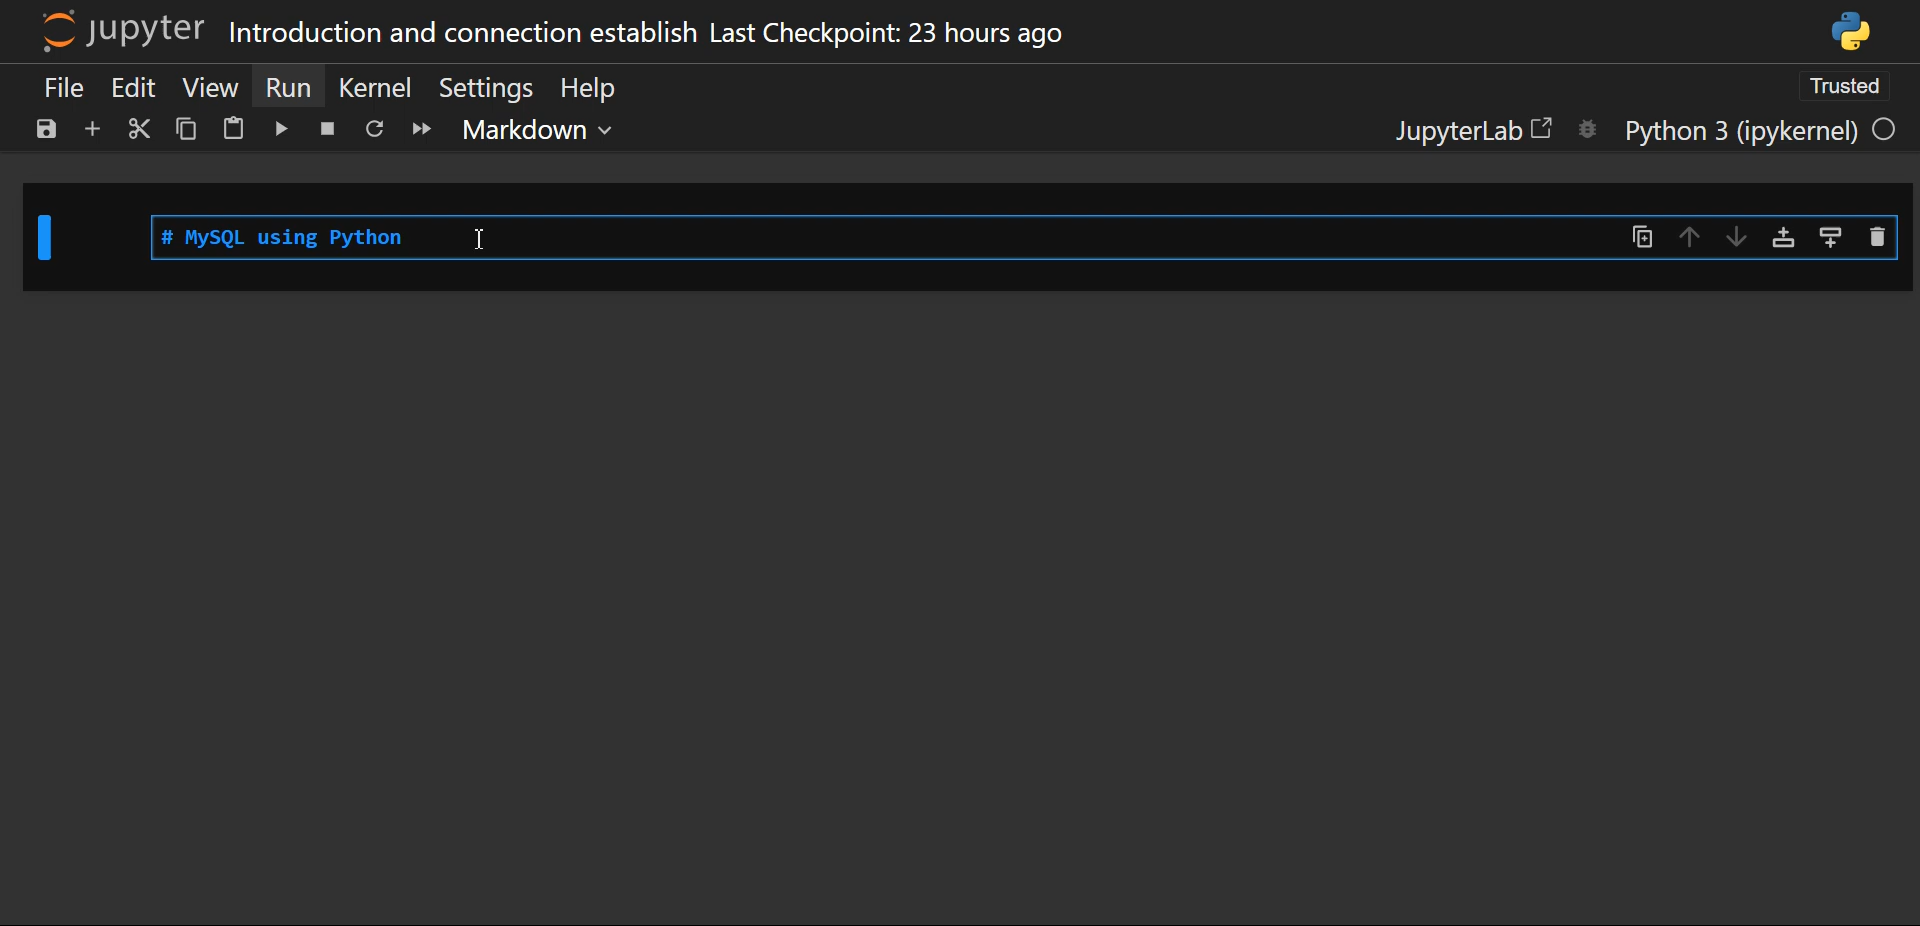 jupyter Introduction and connection establish Last Checkpoint: 23 hours ago
File Edit View Run Kernel Settings Help Trusted
Markdown JupyterLab Python 3 (ipykernel)
# MySQL using Python